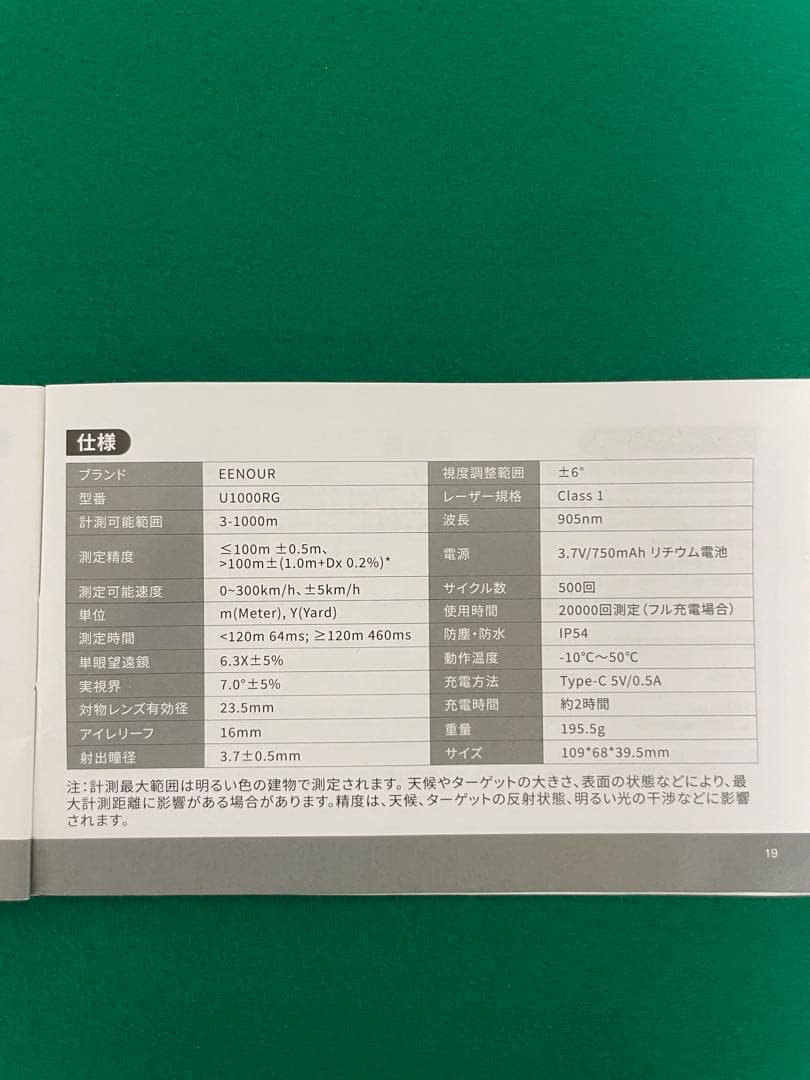 仕様
ブランド EENOUR 視度調整範囲 ±6°
型番 U1000RG レーザー規格 Class 1
計測可能範囲 3-1000m 波長 905nm
測定精度 ≤100m ±0.5m、
>100m±(1.0m+Dx 0.2%)* 電源 3.7V/750mAh リチウム電池
測定可能速度 0~300km/h、±5km/h サイクル数 500回
単位 m(Meter), Y(Yard) 使用時間 20000回測定(フル充電場合)
測定時間 <120m 64ms; ≥120m 460ms 防塵・防水 IP54
単眼望遠鏡 6.3X±5% 動作温度 -10℃～50℃
実視界 7.0°±5% 充電方法 Type-C 5V/0.5A
対物レンズ有効径 23.5mm 充電時間 約2時間
アイレリーフ 16mm 重量 195.5g
射出瞳径 3.7±0.5mm サイズ 109*68*39.5mm
注：計測最大範囲は明るい色の建物で測定されます。天候やターゲットの大きさ、表面の状態などにより、最
大計測距離に影響がある場合があります。精度は、天候、ターゲットの反射状態、明るい光の干渉などに影響
されます。
19